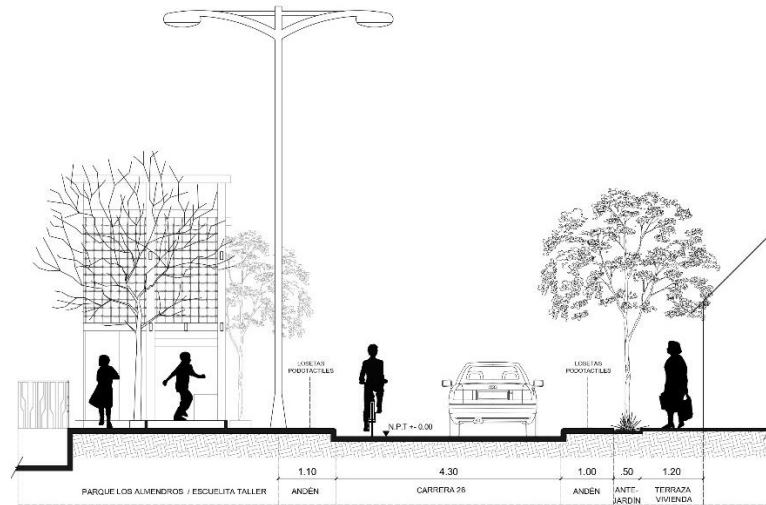 LOSETAS
PODOTACTILES
LOSETAS
PODOTACTILES
N.P.T +- 0.00
1.10
4.30
1.00
.50
1.20
PARQUE LOS ALMENDROS / ESCUELITA TALLER
ANDÉN
CARRERA 26
ANDÉN
ANTE-
JARDÍN
TERRAZA
VIVIENDA